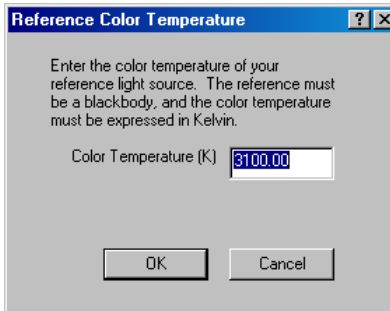 Reference Color Temperature
Enter the color temperature of your
reference light source. The reference must
be a blackbody, and the color temperature
must be expressed in Kelvin.
Color Temperature (K) 3100.00
OK Cancel